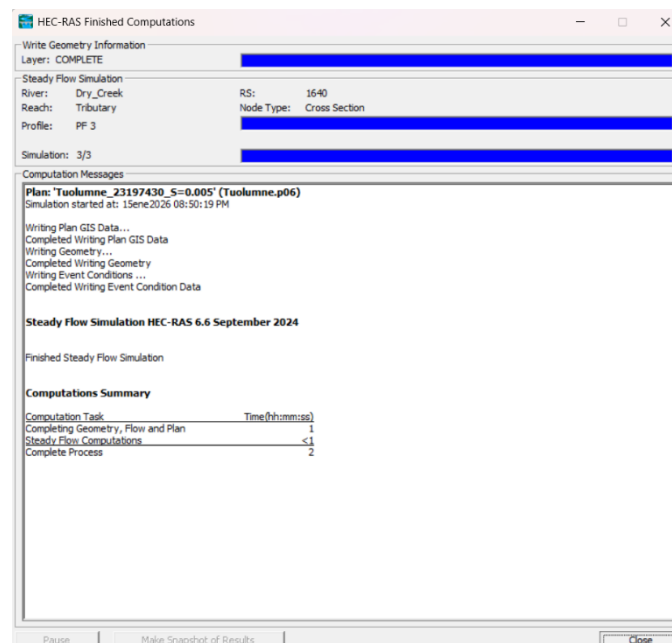 HEC-RAS Finished Computations
Write Geometry Information
Layer: COMPLETE
Steady Flow Simulation
River: Dry_Creek RS: 1640
Reach: Tributary Node Type: Cross Section
Profile: PF 3
Simulation: 3/3
Computation Messages
Plan: 'Tuolumne_23197430_S=0.005' (Tuolumne.p06)
Simulation started at: 15ene2026 08:50:19 PM
Writing Plan GIS Data...
Completed Writing Plan GIS Data
Writing Geometry...
Completed Writing Geometry
Writing Event Conditions ...
Completed Writing Event Condition Data
Steady Flow Simulation HEC-RAS 6.6 September 2024
Finished Steady Flow Simulation
Computations Summary
Computation Task Time(hh:mm:ss)
Completing Geometry, Flow and Plan 1
Steady Flow Computations <1
Complete Process 2
Pause Make Snapshot of Results Close